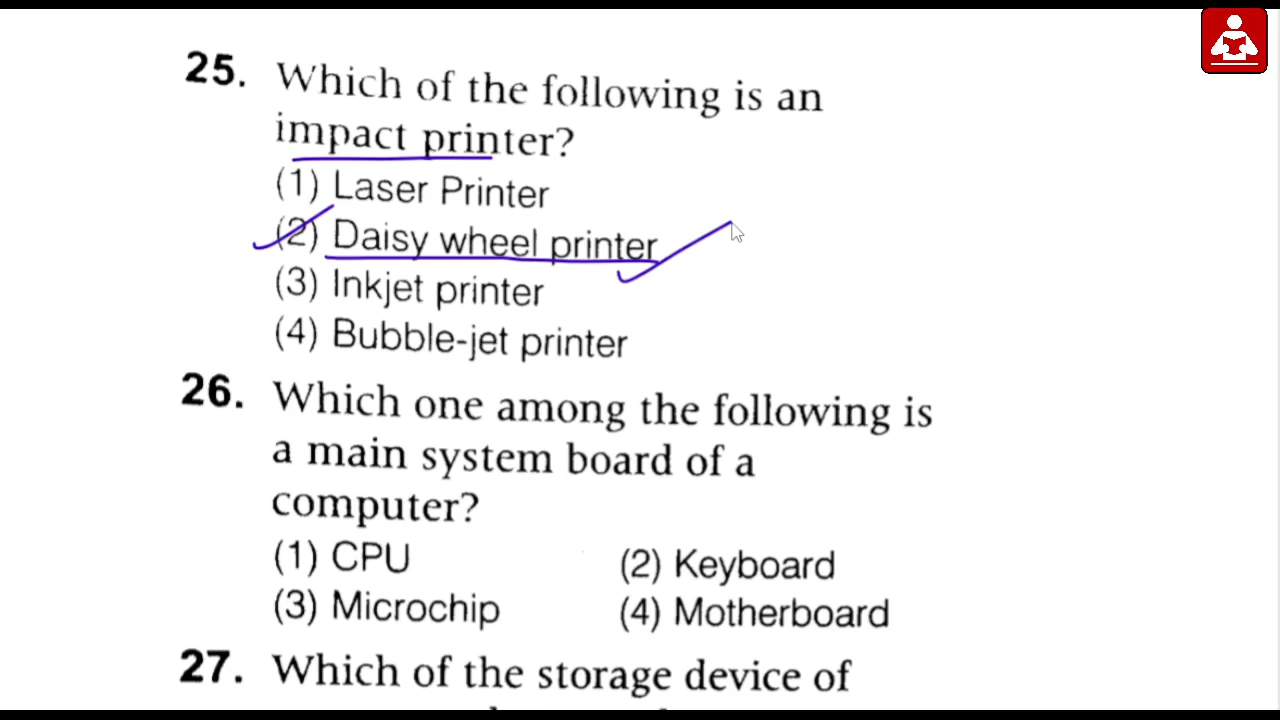 25. Which of the following is an
impact printer?
(1) Laser Printer
(2) Daisy wheel printer
(3) Inkjet printer
(4) Bubble-jet printer
26. Which one among the following is
a main system board of a
computer?
(1) CPU (2) Keyboard
(3) Microchip (4) Motherboard
27. Which of the storage device of